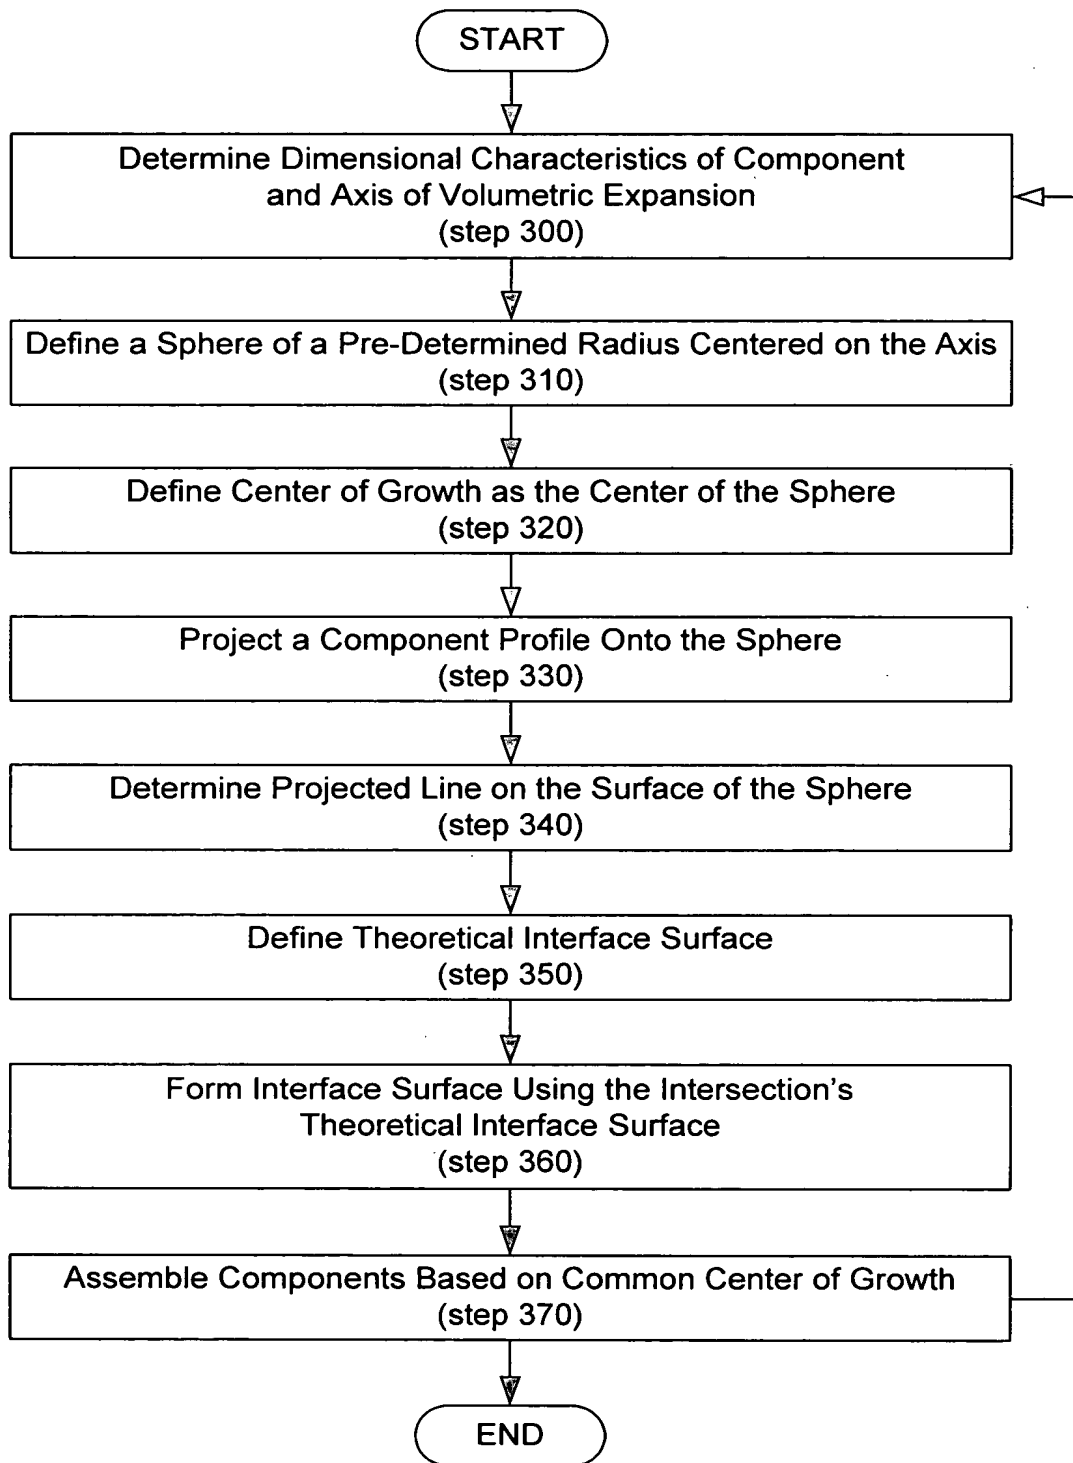 START
Determine Dimensional Characteristics of Component
and Axis of Volumetric Expansion
(step 300)
Define a Sphere of a Pre-Determined Radius Centered on the Axis
(step 310)
Define Center of Growth as the Center of the Sphere
(step 320)
Project a Component Profile Onto the Sphere
(step 330)
Determine Projected Line on the Surface of the Sphere
(step 340)
Define Theoretical Interface Surface
(step 350)
Form Interface Surface Using the Intersection's
Theoretical Interface Surface
(step 360)
Assemble Components Based on Common Center of Growth
(step 370)
END